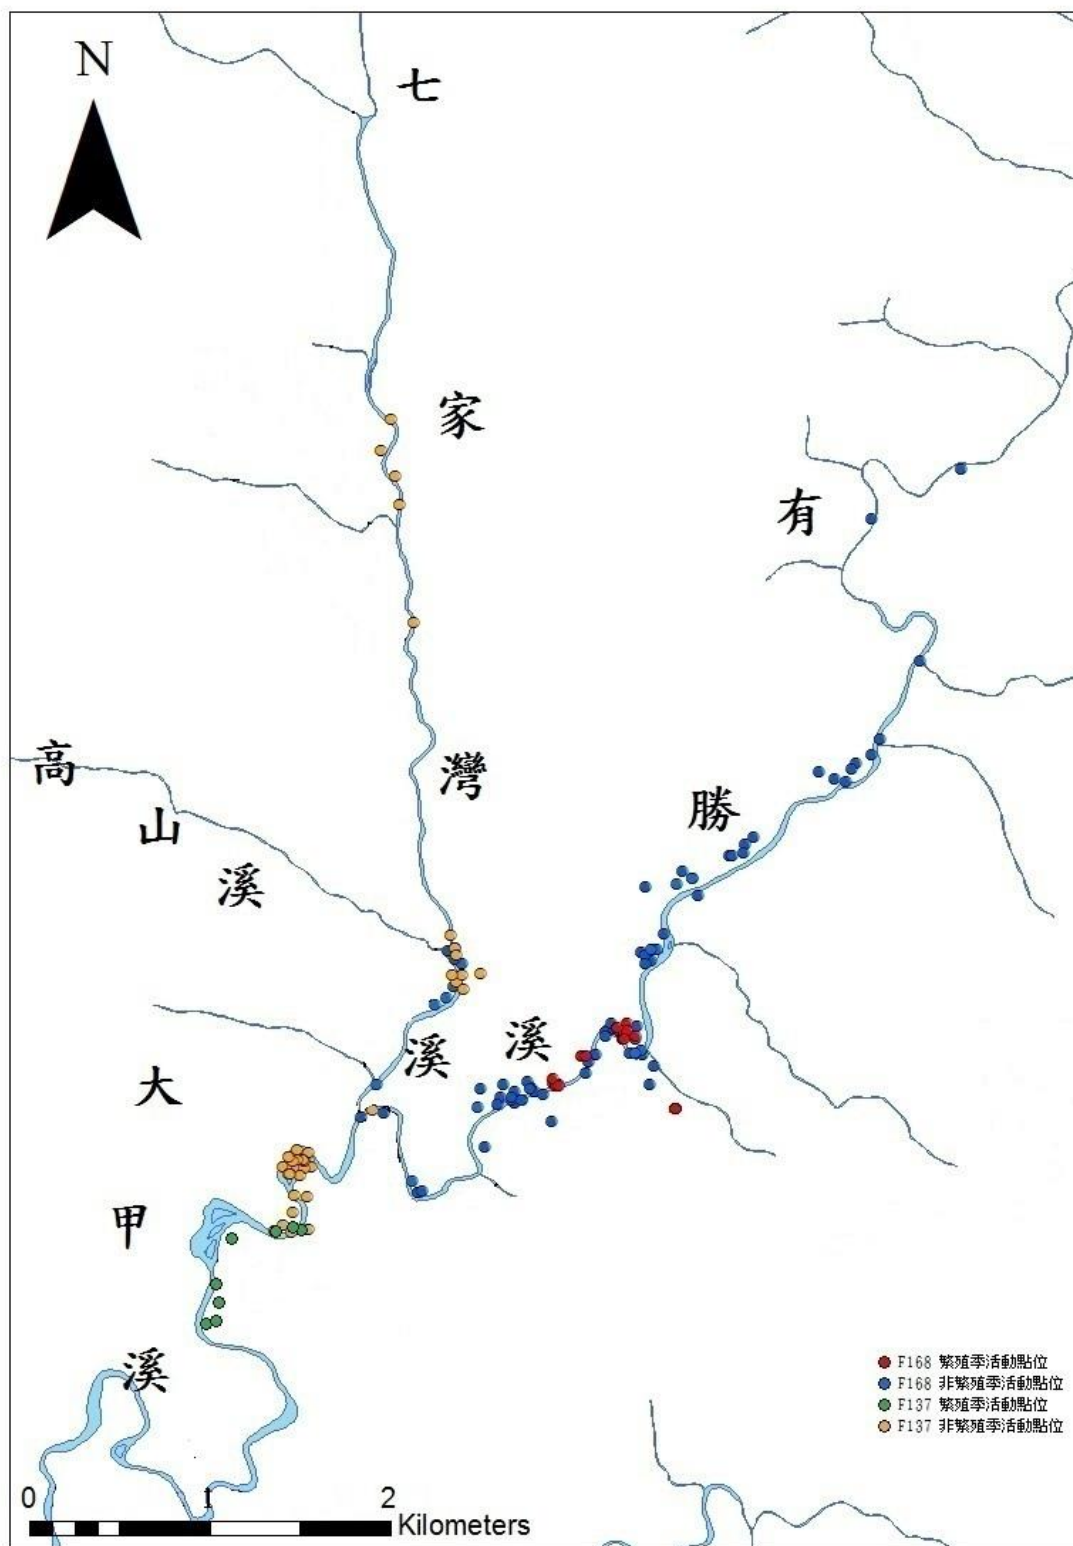 N
七
家
灣
溪
有
勝
溪
高
山
溪
大
甲
溪
F168 繁殖季活動點位
F168 非繁殖季活動點位
F137 繁殖季活動點位
F137 非繁殖季活動點位
0 1 2
Kilometers